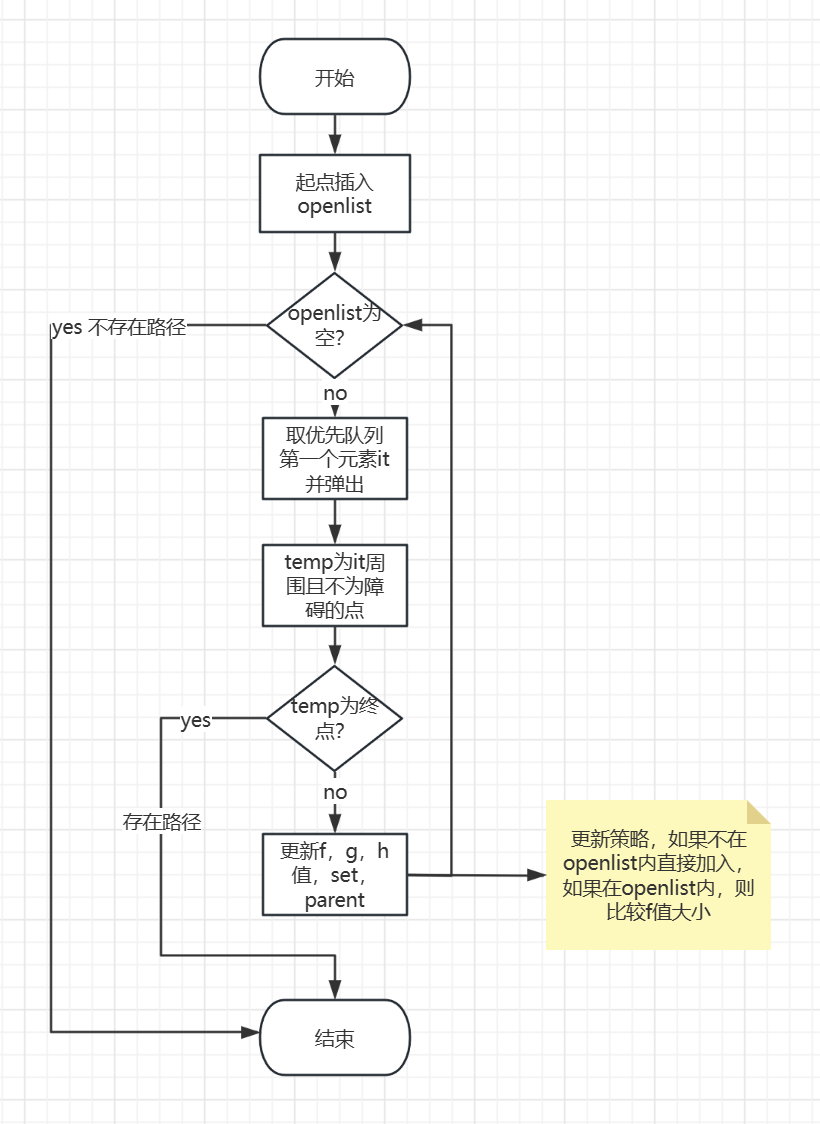 开始
起点插入
openlist
openlist为
空?
yes 不存在路径
no
取优先队列
第一个元素it
并弹出
temp为it周
围且不为障
碍的点
temp为终
点?
yes
no
存在路径
更新f，g，h
值，set，
parent
更新策略，如果不在
openlist内直接加入，
如果在openlist内，则
比较f值大小
结束